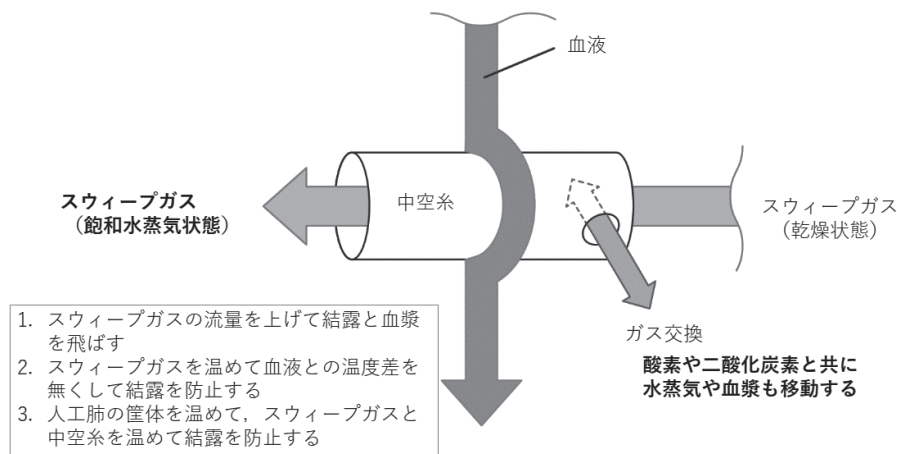 血液
スウィープガス
（飽和水蒸気状態）
中空糸
スウィープガス
（乾燥状態）
ガス交換
酸素や二酸化炭素と共に
水蒸気や血漿も移動する
1. スウィープガスの流量を上げて結露と血漿
を飛ばす
2. スウィープガスを温めて血液との温度差を
無くして結露を防止する
3. 人工肺の筐体を温めて，スウィープガスと
中空糸を温めて結露を防止する